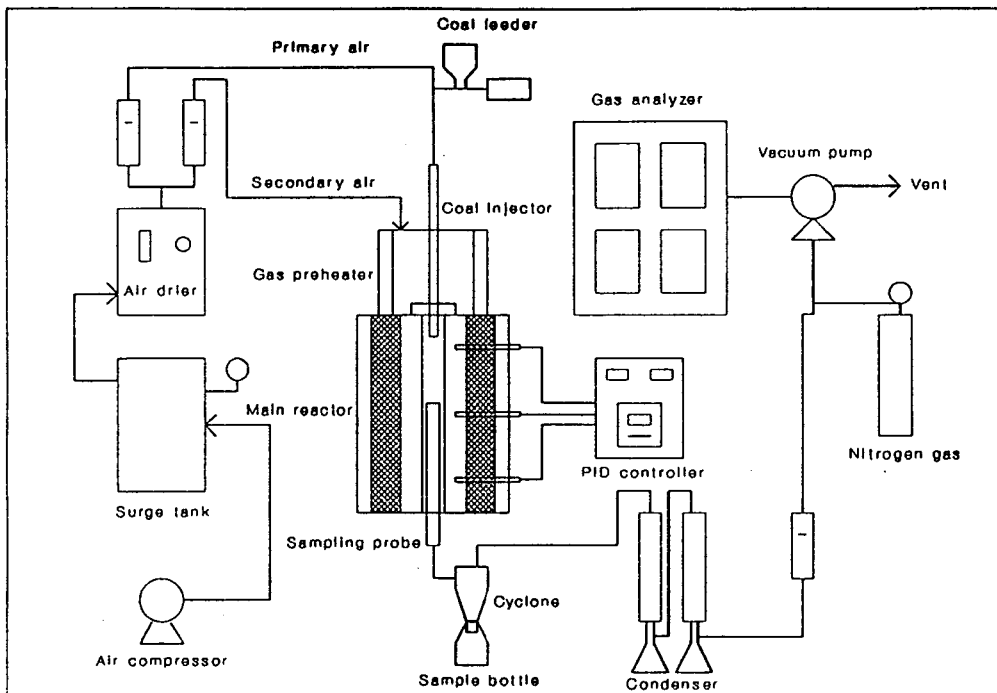 Coal feeder
Primary air
Gas analyzer
Vacuum pump
Vent
Secondary air
Coal Injector
Gas preheater
Air drier
Main reactor
PID controller
Nitrogen gas
Surge tank
Sampling probe
Cyclone
Air compressor
Sample bottle
Condenser